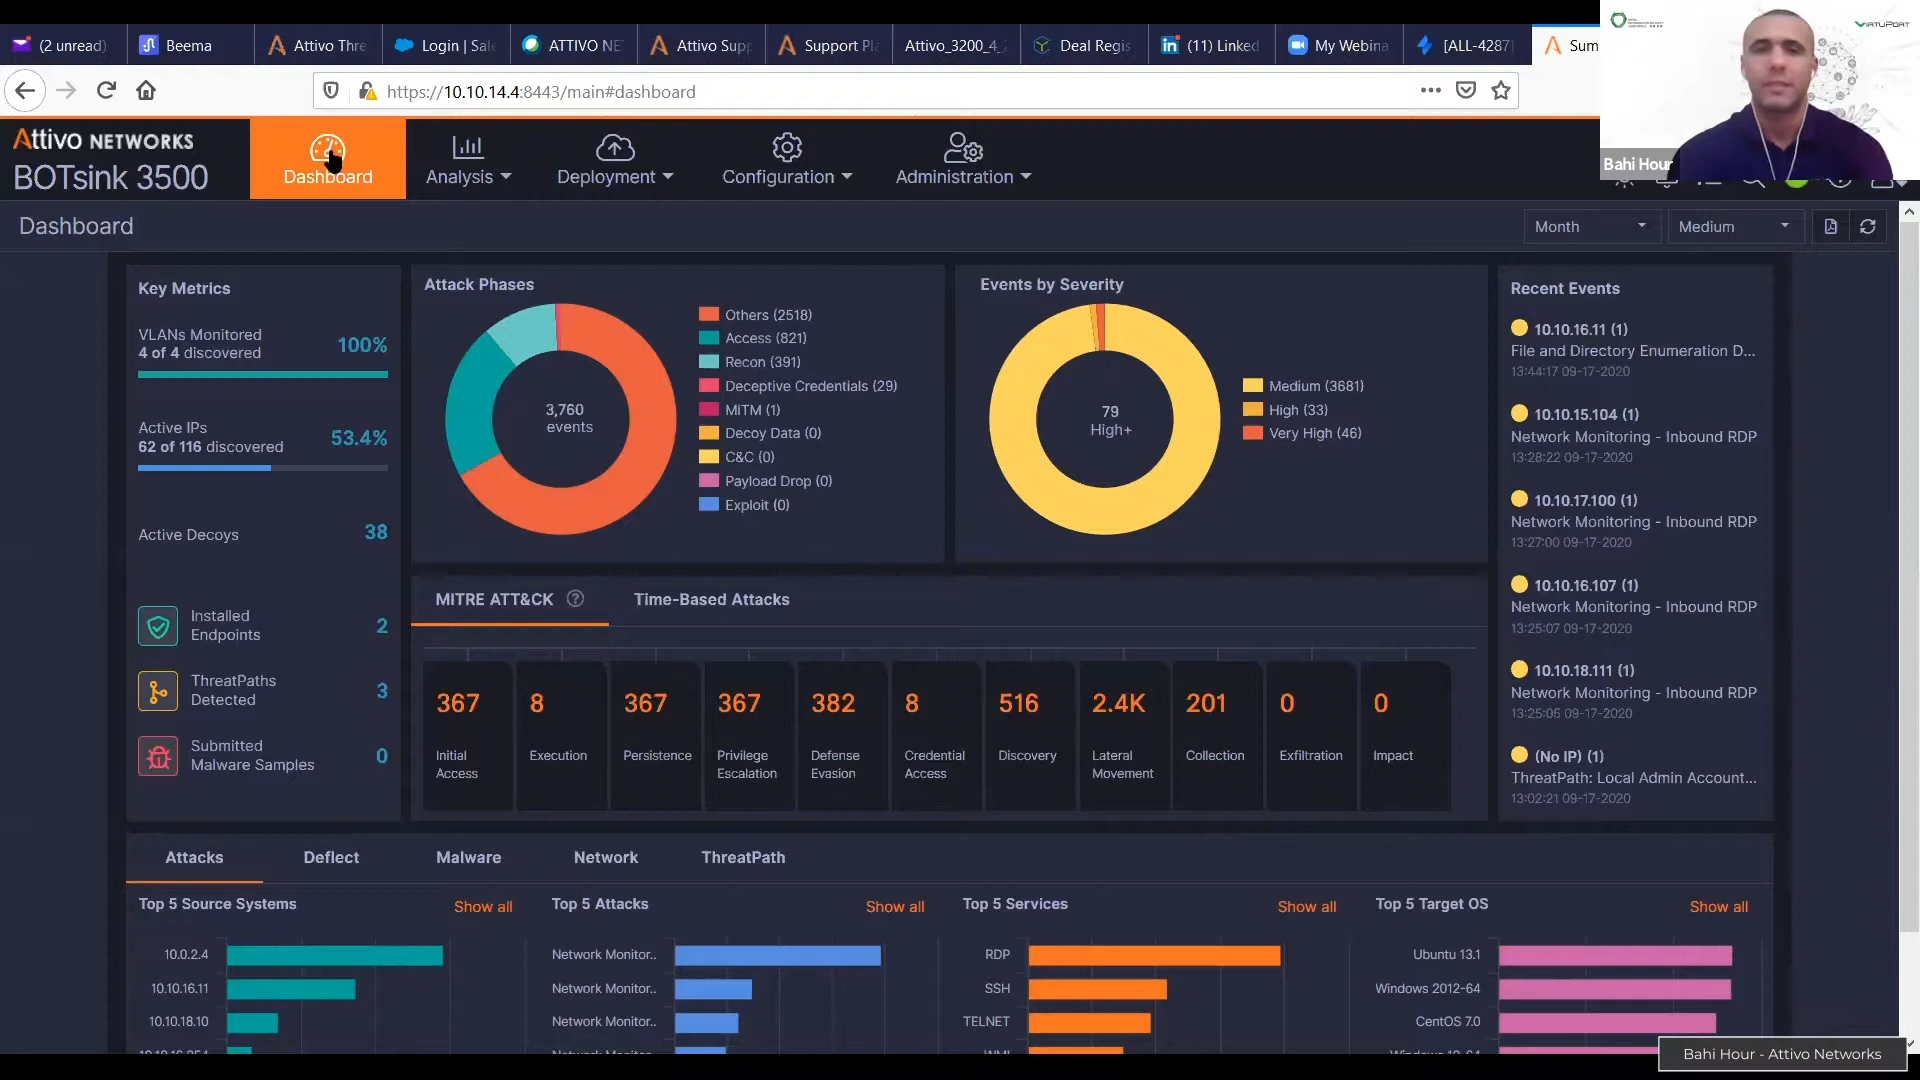 (2 unread)
Beema
Attivo Thre
Login | Sale
ATTIVO NE
Attivo Supp
Support Pl
Attivo_3200_4_
Deal Regis
(11) Linked
My Webina
[ALL-4287]
Sum
VIRTUPORT
https://10.10.14.4:8443/main#dashboard
Attivo NETWORKS
BOTsink 3500
Dashboard
Analysis
Deployment
Configuration
Administration
Bahi Hour
Dashboard
Month
Medium
Key Metrics
VLANs Monitored
4 of 4 discovered
100%
Active IPs
62 of 116 discovered
53.4%
Active Decoys
38
Installed
Endpoints
2
ThreatPaths
Detected
3
Submitted
Malware Samples
0
Attack Phases
3,760
events
Others (2518)
Access (821)
Recon (391)
Deceptive Credentials (29)
MITM (1)
Decoy Data (0)
C&C (0)
Payload Drop (0)
Exploit (0)
Events by Severity
79
High+
Medium (3681)
High (33)
Very High (46)
Recent Events
10.10.16.11 (1)
File and Directory Enumeration D...
13:44:17 09-17-2020
10.10.15.104 (1)
Network Monitoring - Inbound RDP
13:28:22 09-17-2020
10.10.17.100 (1)
Network Monitoring - Inbound RDP
13:27:00 09-17-2020
10.10.16.107 (1)
Network Monitoring - Inbound RDP
13:25:07 09-17-2020
10.10.18.111 (1)
Network Monitoring - Inbound RDP
13:25:05 09-17-2020
(No IP) (1)
ThreatPath: Local Admin Account...
13:02:21 09-17-2020
MITRE ATT&CK
Time-Based Attacks
367
Initial
Access
8
Execution
367
Persistence
367
Privilege
Escalation
382
Defense
Evasion
8
Credential
Access
516
Discovery
2.4K
Lateral
Movement
201
Collection
0
Exfiltration
0
Impact
Attacks
Deflect
Malware
Network
ThreatPath
Top 5 Source Systems
Show all
10.0.2.4
10.10.16.11
10.10.18.10
Top 5 Attacks
Show all
Network Monitor..
Network Monitor..
Network Monitor..
Top 5 Services
Show all
RDP
SSH
TELNET
Top 5 Target OS
Show all
Ubuntu 13.1
Windows 2012-64
CentOS 7.0
Bahi Hour - Attivo Networks